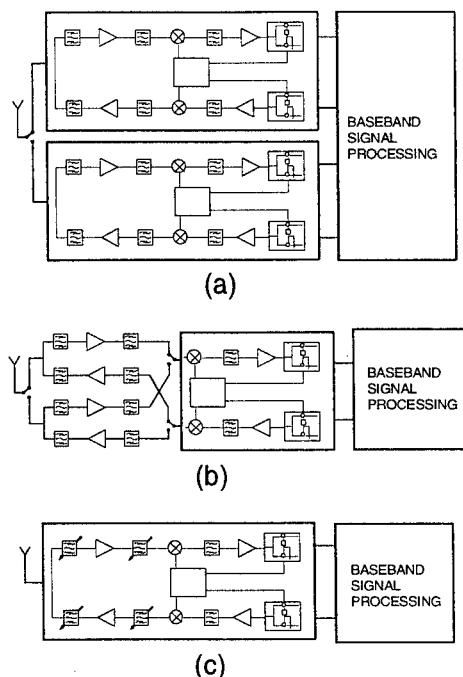 BASEBAND
SIGNAL
PROCESSING
(a)
BASEBAND
SIGNAL
PROCESSING
(b)
BASEBAND
SIGNAL
PROCESSING
(c)